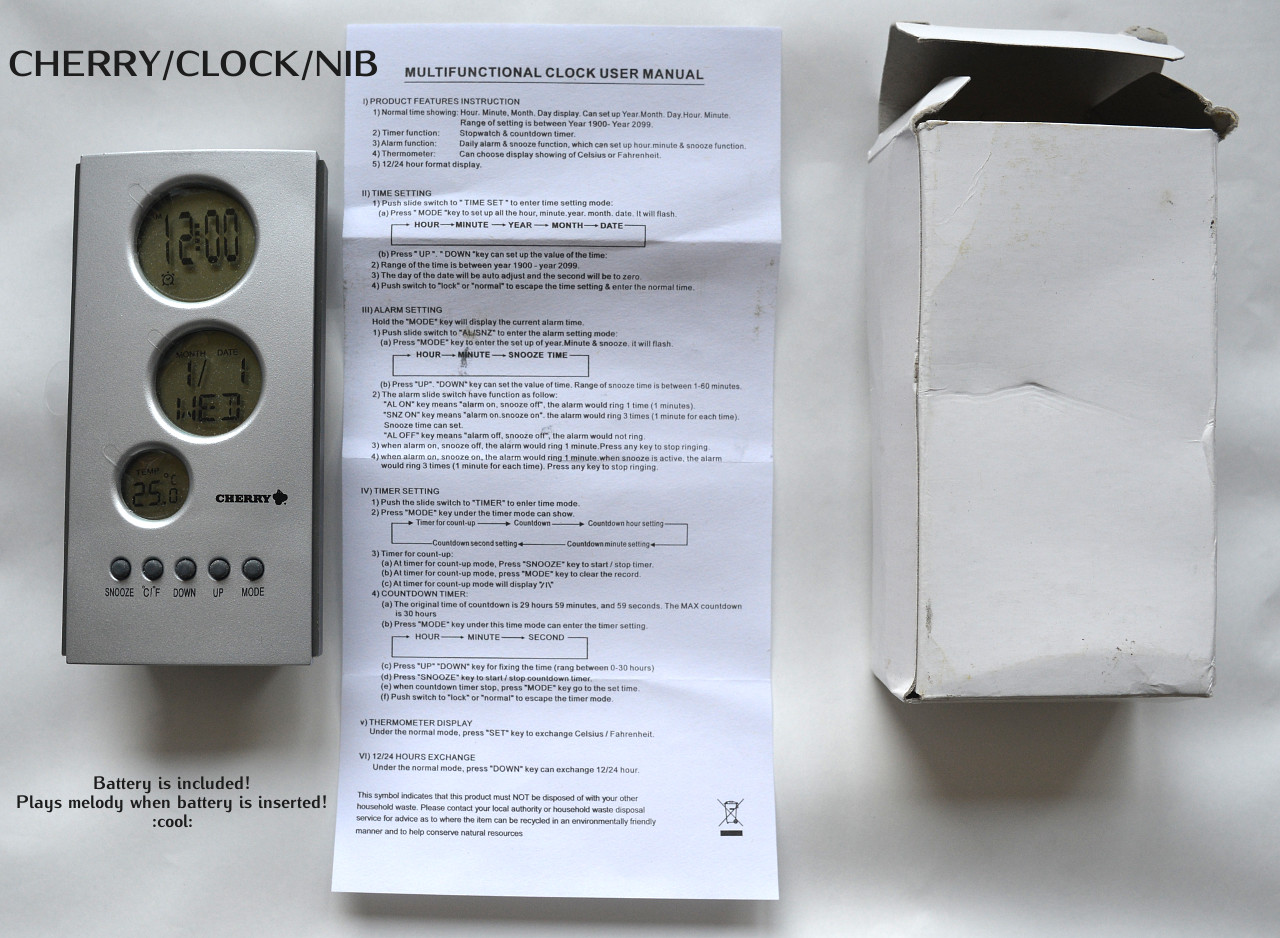 CHERRY/CLOCK/NIB
12:00
MONTH DATE
1/ 1
WED
TEMP
25.0 °C
CHERRY
SNOOZE °C/°F DOWN UP MODE
Battery is included!
Plays melody when battery is inserted!
:cool:
MULTIFUNCTIONAL CLOCK USER MANUAL
I) PRODUCT FEATURES INSTRUCTION
1) Normal time showing: Hour. Minute, Month. Day display. Can set up Year.Month. Day.Hour. Minute.
Range of setting is between Year 1900- Year 2099.
2) Timer function: Stopwatch & countdown timer.
3) Alarm function: Daily alarm & snooze function, which can set up hour.minute & snooze function.
4) Thermometer: Can choose display showing of Celsius or Fahrenheit.
5) 12/24 hour format display.
II) TIME SETTING
1) Push slide switch to " TIME SET " to enter time setting mode:
(a) Press " MODE "key to set up all the hour, minute.year. month. date. It will flash.
HOUR → MINUTE → YEAR → MONTH → DATE
(b) Press " UP ". " DOWN "key can set up the value of the time:
2) Range of the time is between year 1900 - year 2099.
3) The day of the date will be auto adjust and the second will be to zero.
4) Push switch to "lock" or "normal" to escape the time setting & enter the normal time.
III) ALARM SETTING
Hold the "MODE" key will display the current alarm time.
1) Push slide switch to "AL/SNZ" to enter the alarm setting mode:
(a) Press "MODE" key to enter the set up of year.Minute & snooze. it will flash.
HOUR → MINUTE → SNOOZE TIME
(b) Press "UP". "DOWN" key can set the value of time. Range of snooze time is between 1-60 minutes.
2) The alarm slide switch have function as follow:
"AL ON" key means "alarm on, snooze off", the alarm would ring 1 time (1 minutes).
"SNZ ON" key means "alarm on.snooze on". the alarm would ring 3 times (1 minute for each time).
Snooze time can set.
"AL OFF" key means "alarm off, snooze off", the alarm would not ring.
3) when alarm on, snooze off, the alarm would ring 1 minute.Press any key to stop ringing.
4) when alarm on, snooze on, the alarm would ring 1 minute.when snooze is active, the alarm
would ring 3 times (1 minute for each time). Press any key to stop ringing.
IV) TIMER SETTING
1) Push the slide switch to "TIMER" to enler time mode.
2) Press "MODE" key under the timer mode can show.
Timer for count-up → Countdown → Countdown hour setting
Countdown second setting ← Countdown minute setting
3) Timer for count-up:
(a) At timer for count-up mode, Press "SNOOZE" key to start / stop timer.
(b) At timer for count-up mode, press "MODE" key to clear the record.
(c) At timer for count-up mode will display "/I\"
4) COUNTDOWN TIMER:
(a) The original time of countdown is 29 hours 59 minutes, and 59 seconds. The MAX countdown
is 30 hours
(b) Press "MODE" key under this time mode can enter the timer setting.
HOUR → MINUTE → SECOND
(c) Press "UP" "DOWN" key for fixing the time (rang between 0-30 hours)
(d) Press "SNOOZE" key to start / stop countdown timer.
(e) when countdown timer stop, press "MODE" key go to the set time.
(f) Push switch to "lock" or "normal" to escape the timer mode.
v) THERMOMETER DISPLAY
Under the normal mode, press "SET" key to exchange Celsius / Fahrenheit.
VI) 12/24 HOURS EXCHANGE
Under the normal mode, press "DOWN" key can exchange 12/24 hour.
This symbol indicates that this product must NOT be disposed of with your other
household waste. Please contact your local authority or household waste disposal
service for advice as to where the item can be recycled in an environmentally friendly
manner and to help conserve natural resources